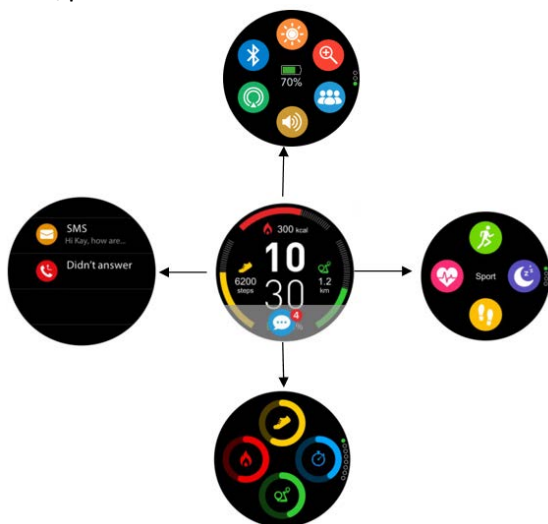 70%
SMS
Hi Kay, how are...
Didn't answer
300 kcal
10
30
6200
steps
1.2
km
4
%
Sport
z z